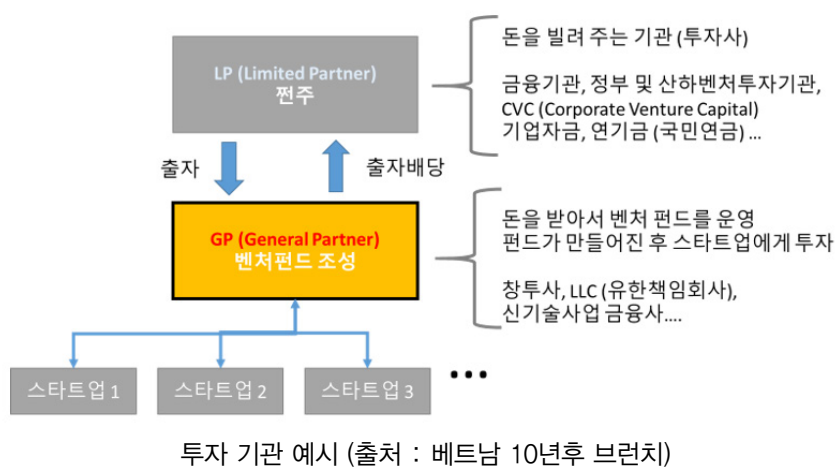 LP (Limited Partner)
쩐주
돈을 빌려 주는 기관 (투자사)
금융기관, 정부 및 산하벤처투자기관,
CVC (Corporate Venture Capital)
기업자금, 연기금 (국민연금) ...
출자
출자배당
GP (General Partner)
벤처펀드 조성
돈을 받아서 벤처 펀드를 운영
펀드가 만들어진 후 스타트업에게 투자
창투사, LLC (유한책임회사),
신기술사업 금융사....
스타트업 1
스타트업 2
스타트업 3
...
투자 기관 예시 (출처 : 베트남 10년후 브런치)